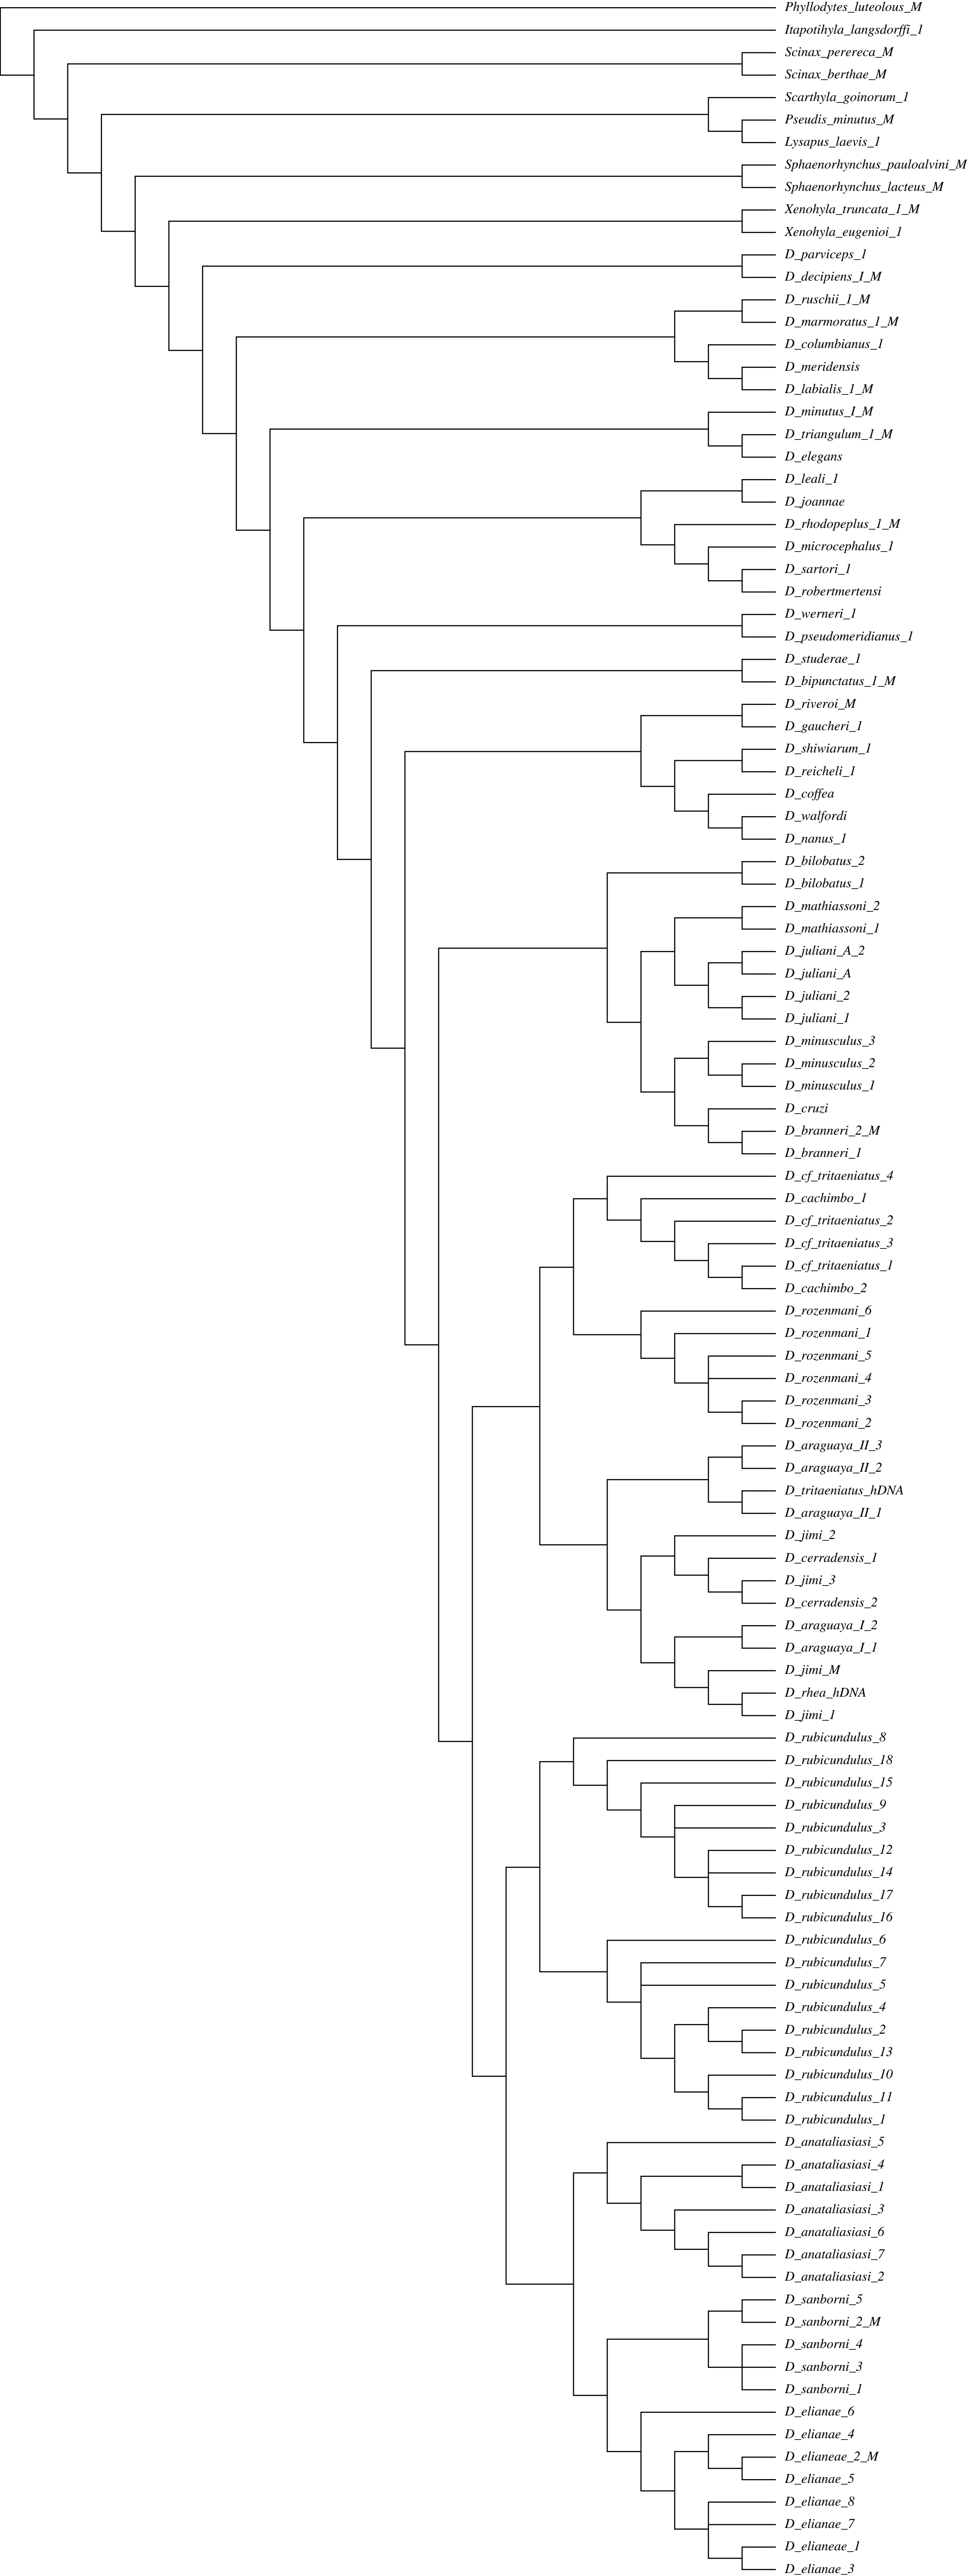 Phyllodytes_luteolous_M
Itapotihyla_langsdorffi_1
Scinax_perereca_M
Scinax_berthae_M
Scarthyla_goinorum_1
Pseudis_minutus_M
Lysapus_laevis_1
Sphaenorhynchus_pauloalvini_M
Sphaenorhynchus_lacteus_M
Xenohyla_truncata_1_M
Xenohyla_eugenioi_1
D_parviceps_1
D_decipiens_I_M
D_ruschii_1_M
D_marmoratus_1_M
D_columbianus_1
D_meridensis
D_labialis_1_M
D_minutus_I_M
D_triangulum_1_M
D_elegans
D_leali_1
D_joannae
D_rhodopeplus_1_M
D_microcephalus_1
D_sartori_1
D_robertmertensi
D_werneri_1
D_pseudomeridianus_1
D_studerae_1
D_bipunctatus_1_M
D_riveroi_M
D_gaucheri_1
D_shiwiarum_1
D_reicheli_1
D_coffea
D_walfordi
D_nanus_1
D_bilobatus_2
D_bilobatus_1
D_mathiassoni_2
D_mathiassoni_1
D_juliani_A_2
D_juliani_A
D_juliani_2
D_juliani_1
D_minusculus_3
D_minusculus_2
D_minusculus_1
D_cruzi
D_branneri_2_M
D_branneri_1
D_cf_tritaeniatus_4
D_cachimbo_1
D_cf_tritaeniatus_2
D_cf_tritaeniatus_3
D_cf_tritaeniatus_1
D_cachimbo_2
D_rozenmani_6
D_rozenmani_1
D_rozenmani_5
D_rozenmani_4
D_rozenmani_3
D_rozenmani_2
D_araguaya_II_3
D_araguaya_II_2
D_tritaeniatus_hDNA
D_araguaya_II_1
D_jimi_2
D_cerradensis_1
D_jimi_3
D_cerradensis_2
D_araguaya_I_2
D_araguaya_I_1
D_jimi_M
D_rhea_hDNA
D_jimi_1
D_rubicundulus_8
D_rubicundulus_18
D_rubicundulus_15
D_rubicundulus_9
D_rubicundulus_3
D_rubicundulus_12
D_rubicundulus_14
D_rubicundulus_17
D_rubicundulus_16
D_rubicundulus_6
D_rubicundulus_7
D_rubicundulus_5
D_rubicundulus_4
D_rubicundulus_2
D_rubicundulus_13
D_rubicundulus_10
D_rubicundulus_11
D_rubicundulus_1
D_anataliasiasi_5
D_anataliasiasi_4
D_anataliasiasi_1
D_anataliasiasi_3
D_anataliasiasi_6
D_anataliasiasi_7
D_anataliasiasi_2
D_sanborni_5
D_sanborni_2_M
D_sanborni_4
D_sanborni_3
D_sanborni_1
D_elianae_6
D_elianae_4
D_elianeae_2_M
D_elianae_5
D_elianae_8
D_elianae_7
D_elianeae_1
D_elianae_3